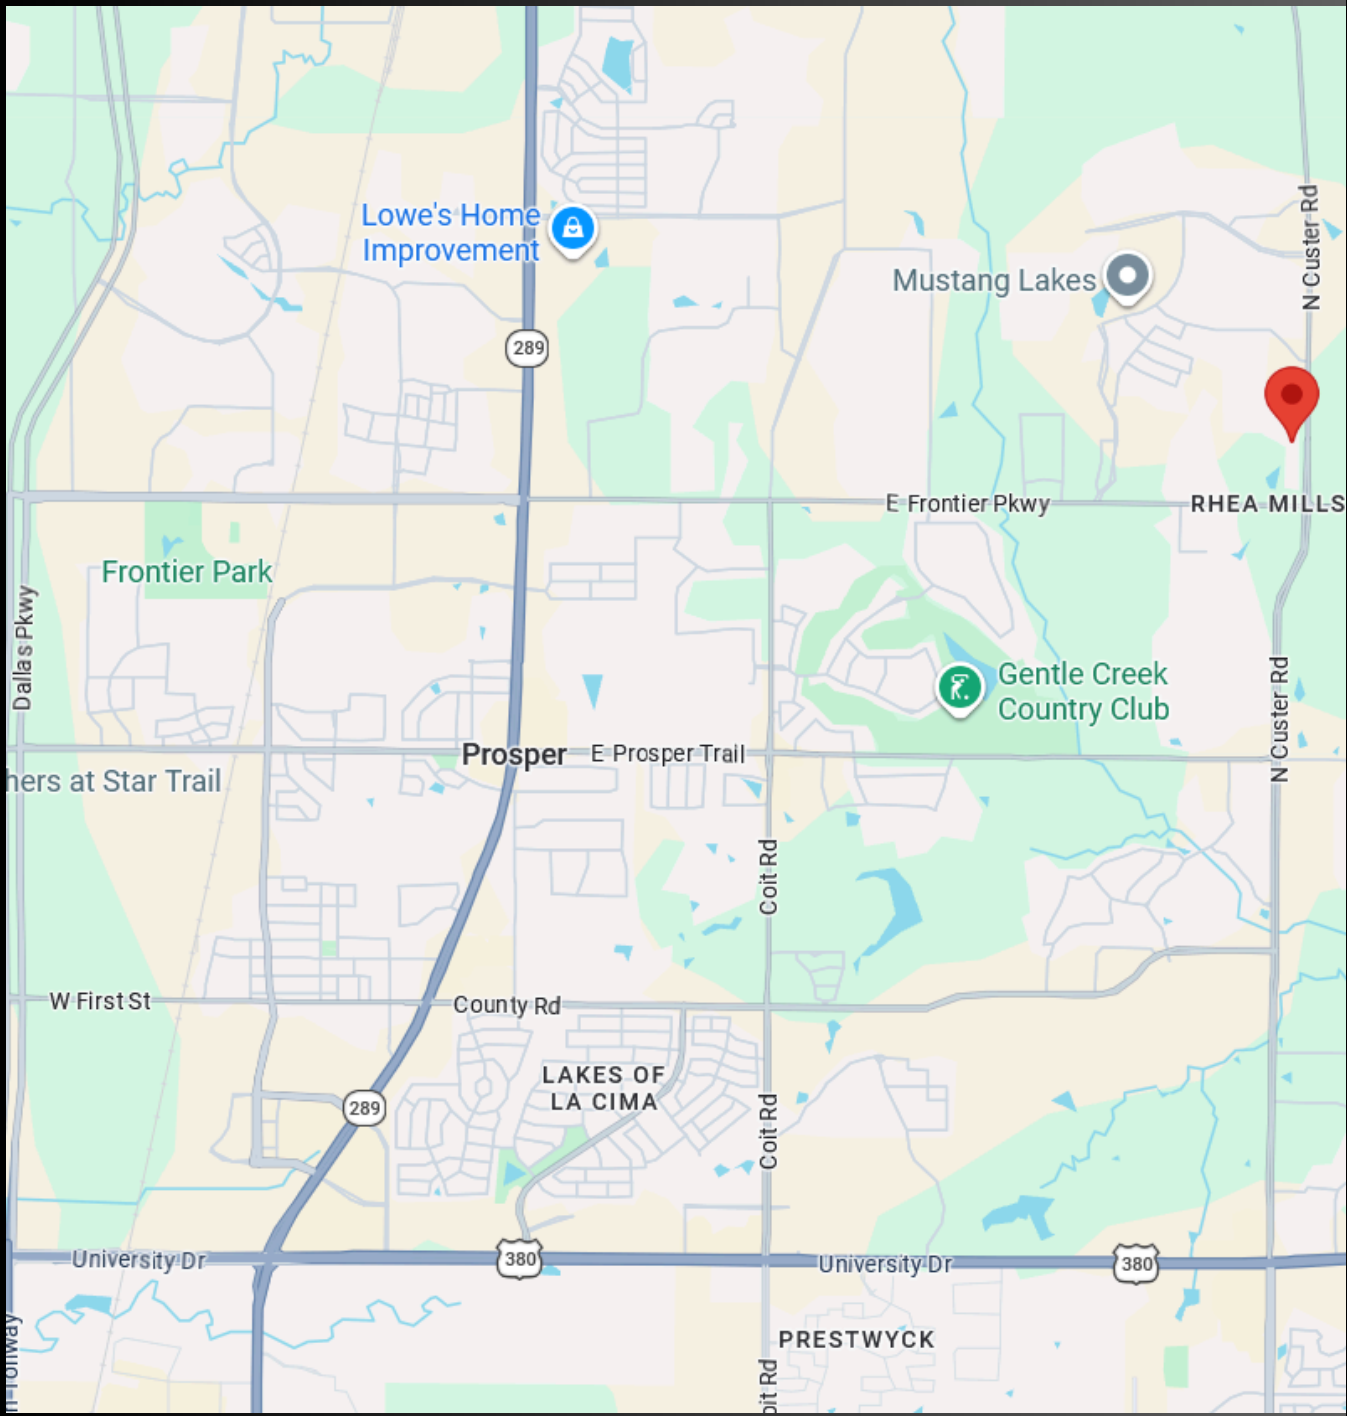 N Custer Rd
Lowe's Home
Improvement
Mustang Lakes
289
E Frontier Pkwy
RHEA MILLS
Frontier Park
Dallas Pkwy
Gentle Creek
Country Club
N Custer Rd
Prosper
E Prosper Trail
hers at Star Trail
Coit Rd
W First St
County Rd
LAKES OF
LA CIMA
289
Coit Rd
University Dr
380
University Dr
380
PRESTWYCK
oit Rd